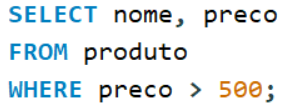 SELECT nome, preco
FROM produto
WHERE preco > 500;